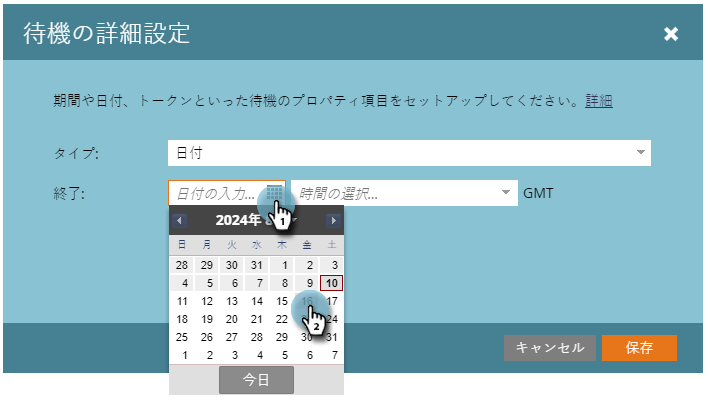 待機の詳細設定
期間や日付、トークンといった待機のプロパティ項目をセットアップしてください。詳細
タイプ: 日付
終了: 日付の入力... 時間の選択... GMT
1
2024年
日 月 火 水 木 金 土
28 29 30 31 1 2 3
4 5 6 7 8 9 10
11 12 13 14 15 16 17
18 19 20 21 22 24
2
25 26 27 28 29 30 31
1 2 3 4 5 6 7
今日
キャンセル 保存